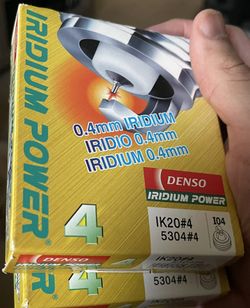 IRIDIUM POWER
0.4mm IRIDIUM
IRIDIO 0.4mm
IRIDIUM 0.4mm
DENSO
IRIDIUM POWER
4
IK20#4
5304#4
I04
IK20#4
DENSO
4